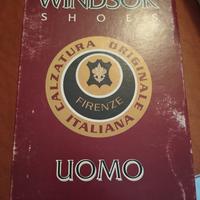 WINDSOR
SHOES
CALZATURA ORIGINALE
ITALIANA
FIRENZE
UOMO